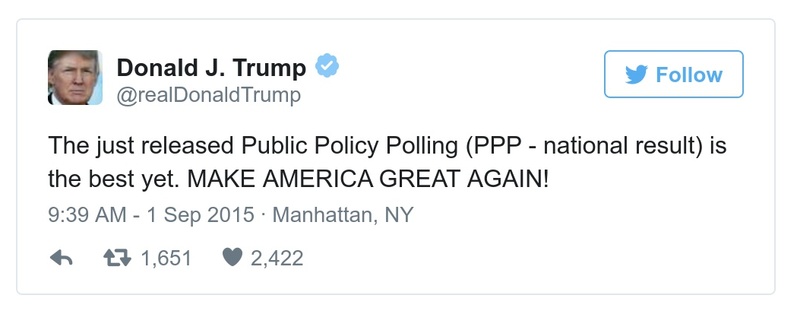 Donald J. Trump
@realDonaldTrump
Follow
The just released Public Policy Polling (PPP - national result) is
the best yet. MAKE AMERICA GREAT AGAIN!
9:39 AM - 1 Sep 2015 · Manhattan, NY
1,651 2,422